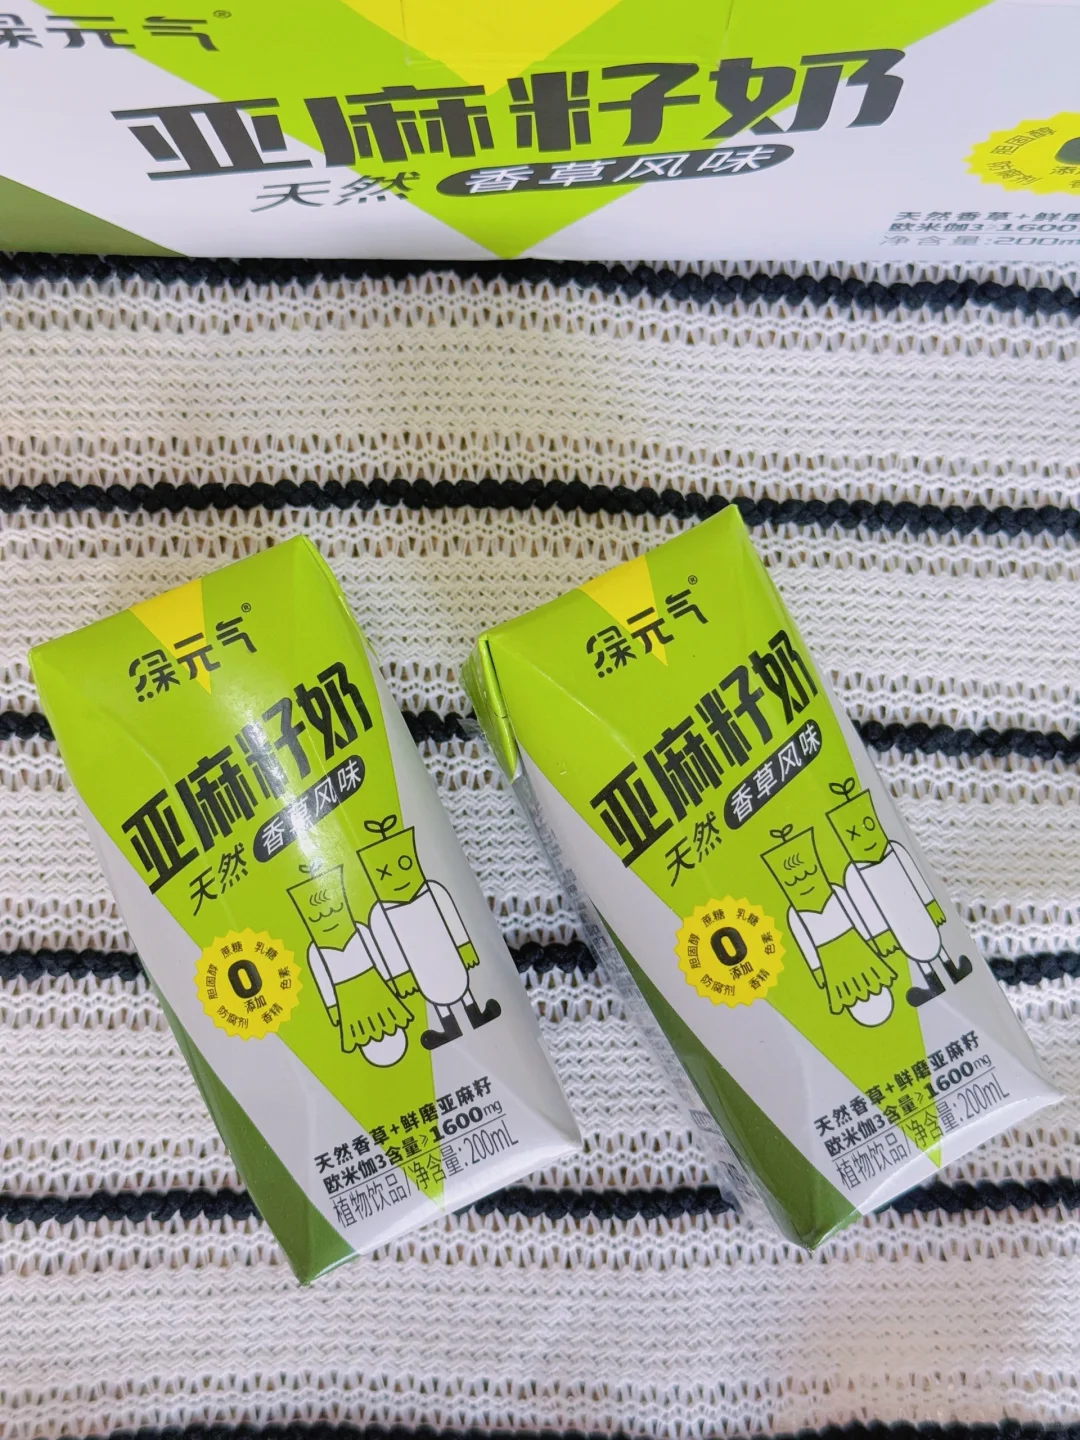 绿元气®
亚麻籽奶
天然 香草风味
胆固醇
防腐剂
天然香草+鲜磨
欧米伽3≥1600
净含量:200m
绿元气®
亚麻籽奶
天然 香草风味
蔗糖 乳糖
胆固醇 0 色素
添加
防腐剂 香精
天然香草+鲜磨亚麻籽
欧米伽3含量≥1600mg
植物饮品/净含量:200mL
绿元气®
亚麻籽奶
天然 香草风味
蔗糖 乳糖
胆固醇 0 色素
添加
防腐剂 香精
天然香草+鲜磨亚麻籽
欧米伽3含量≥1600mg
植物饮品/净含量:200mL